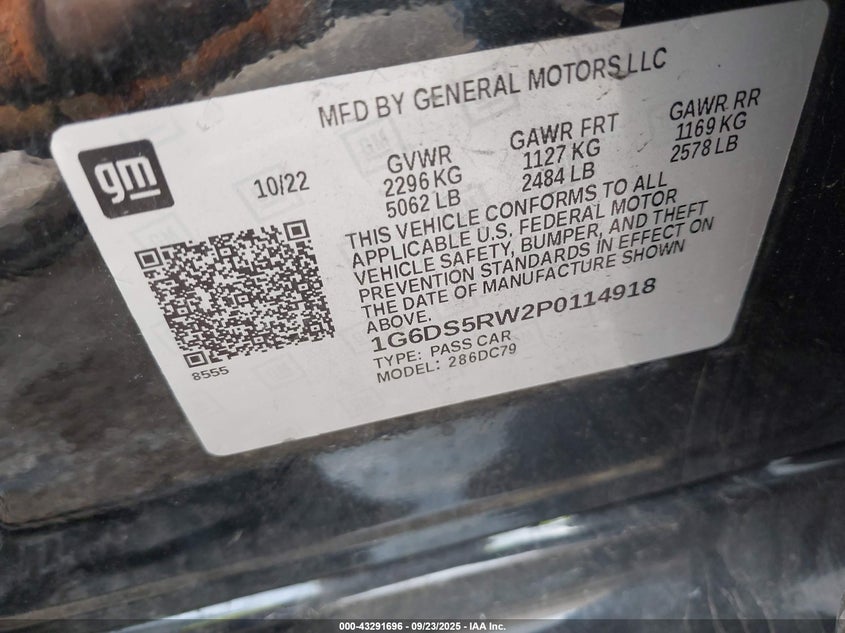 MFD BY GENERAL MOTORS LLC
gm
10/22
GVWR
2296 KG
5062 LB
GAWR FRT
1127 KG
2484 LB
GAWR RR
1169 KG
2578 LB
THIS VEHICLE CONFORMS TO ALL
APPLICABLE U.S. FEDERAL MOTOR
VEHICLE SAFETY, BUMPER, AND THEFT
PREVENTION STANDARDS IN EFFECT ON
THE DATE OF MANUFACTURE SHOWN
ABOVE.
1G6DS5RW2P0114918
TYPE: PASS CAR
MODEL: 286DC79
8555
000-43291696 - 09/23/2025 - IAA Inc.